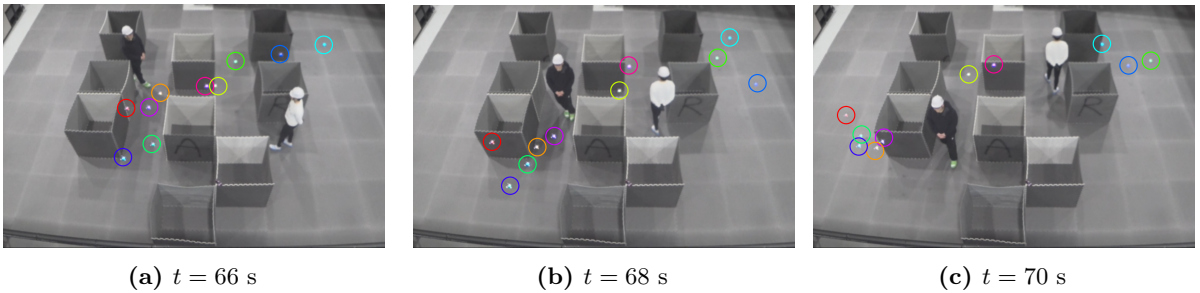 A R
A R
A R
(a) t = 66 s
(b) t = 68 s
(c) t = 70 s